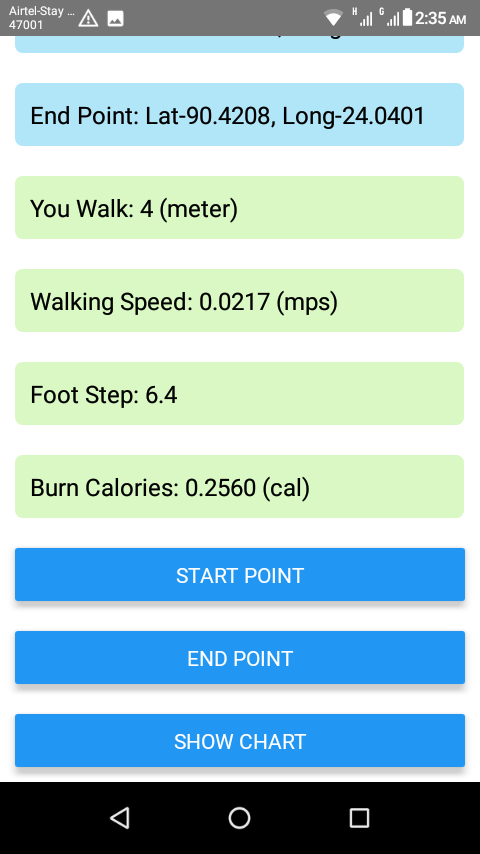 Airtel-Stay ...
47001
H
G
2:35 AM
End Point: Lat-90.4208, Long-24.0401
You Walk: 4 (meter)
Walking Speed: 0.0217 (mps)
Foot Step: 6.4
Burn Calories: 0.2560 (cal)
START POINT
END POINT
SHOW CHART